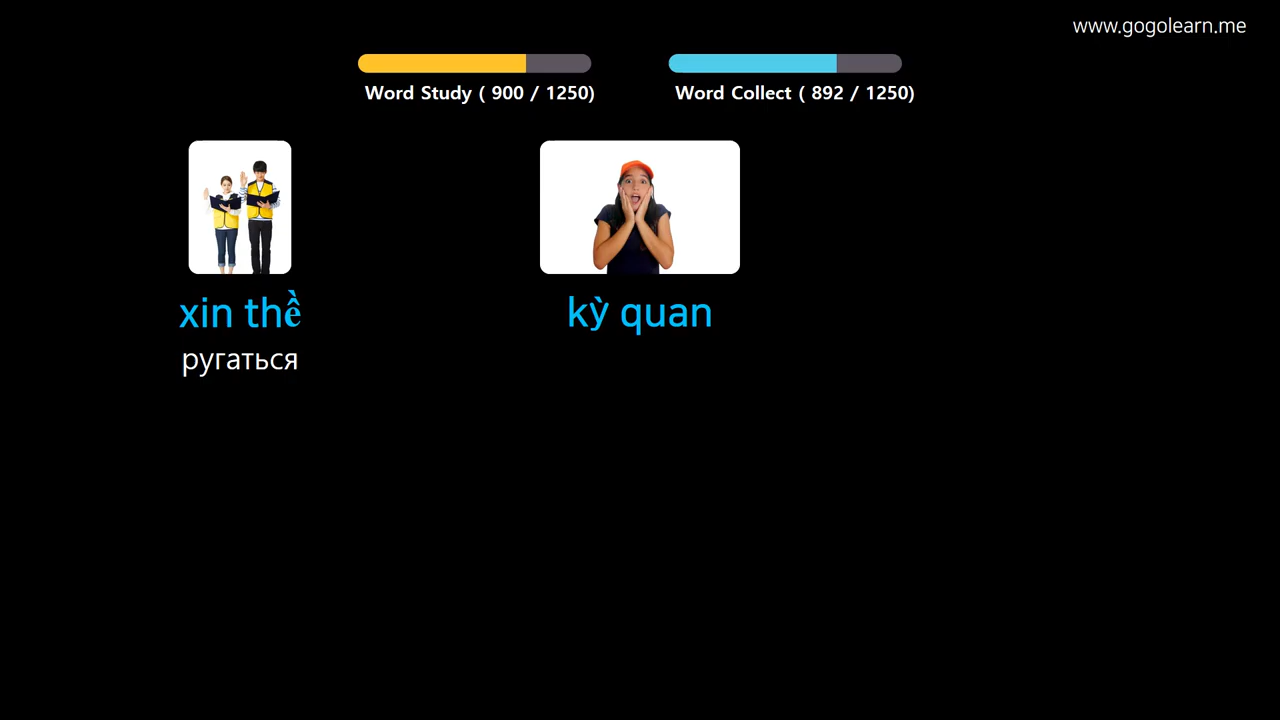 www.gogolearn.me
Word Study ( 900 / 1250)
Word Collect ( 892 / 1250)
xin thề
kỳ quan
ругаться